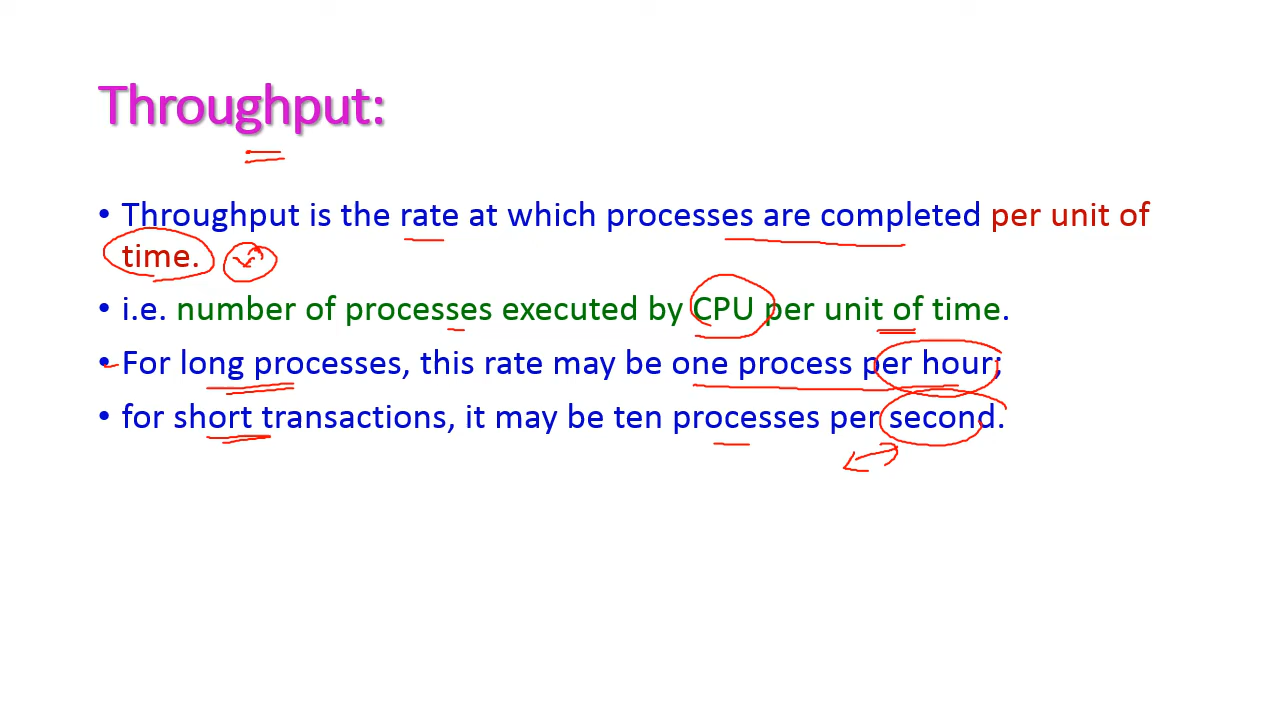 Throughput:
• Throughput is the rate at which processes are completed per unit of
time.
• i.e. number of processes executed by CPU per unit of time.
• For long processes, this rate may be one process per hour;
• for short transactions, it may be ten processes per second.